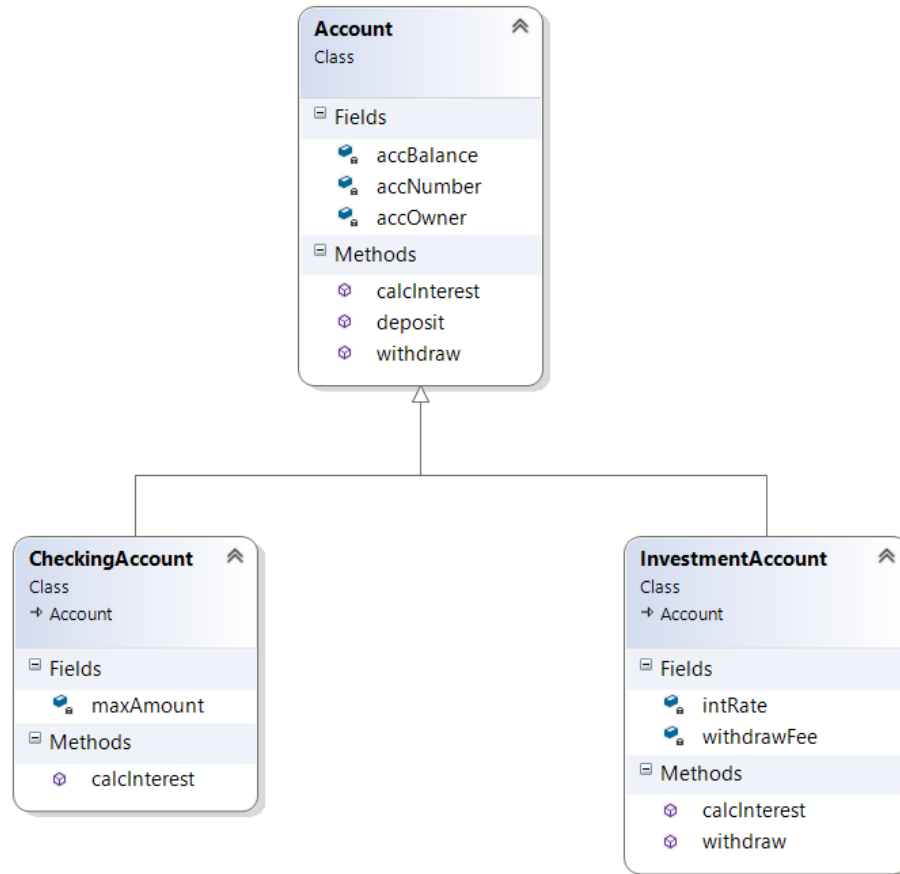 Account
Class
Fields
accBalance
accNumber
accOwner
Methods
calcInterest
deposit
withdraw
CheckingAccount
Class
Account
Fields
maxAmount
Methods
calcInterest
InvestmentAccount
Class
Account
Fields
intRate
withdrawFee
Methods
calcInterest
withdraw